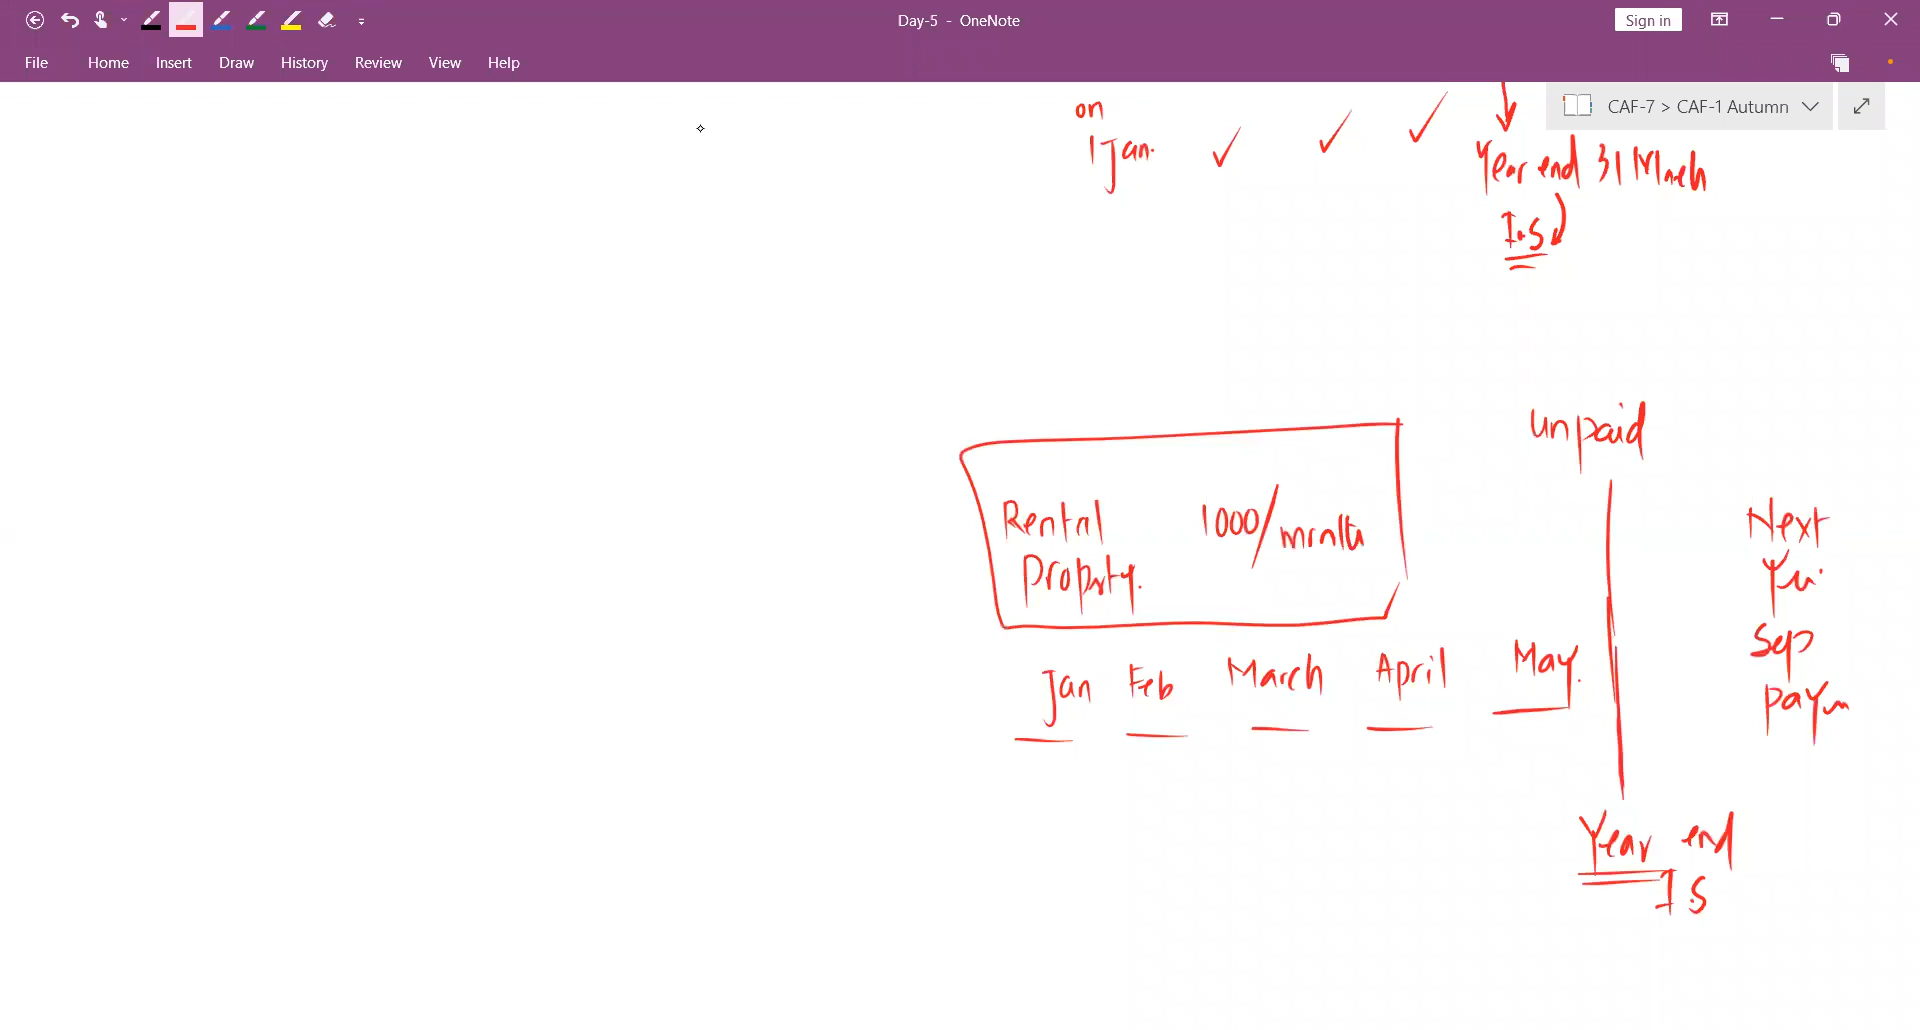 Day-5 - OneNote
Sign in
File Home Insert Draw History Review View Help
CAF-7 > CAF-1 Autumn
on
1 Jan.
Year end 31 March
I.S
unpaid
Rental 1000/month
Property.
Next
Sep
Jan Feb March April May.
Year end
I.S